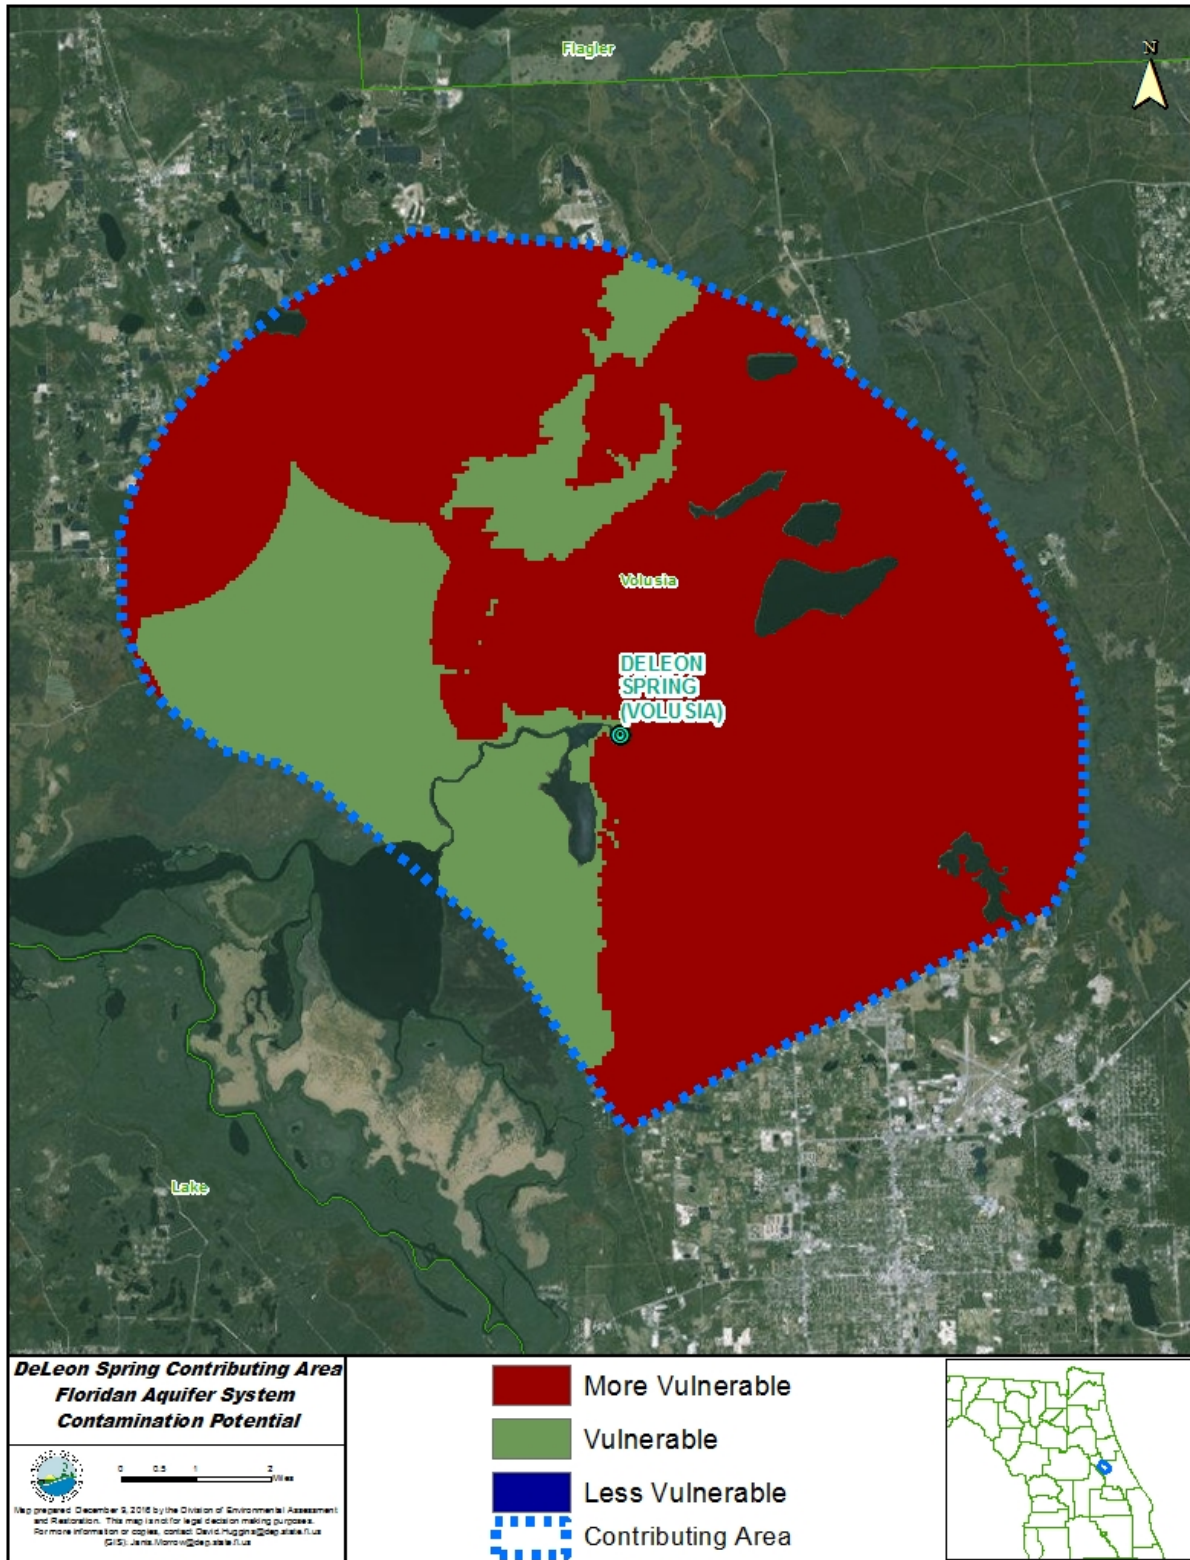 Flagler
N
Volusia
DELEON
SPRING
(VOLUSIA)
Lake
DeLeon Spring Contributing Area
Floridan Aquifer System
Contamination Potential
0 0.5 1 2
Miles
Map prepared December 9, 2016 by the Division of Environmental Assessment
and Restoration. This map is not for legal decision making purposes.
For more information or copies, contact David.Huggins@dep.state.fl.us
(GIS): Janis.Morrow@dep.state.fl.us
More Vulnerable
Vulnerable
Less Vulnerable
Contributing Area